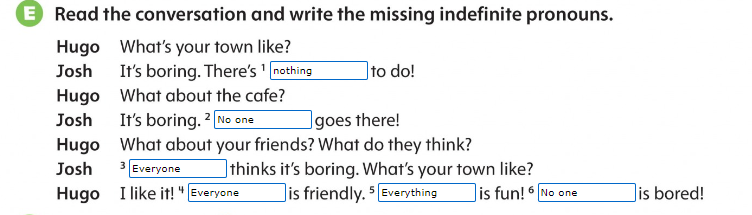 E Read the conversation and write the missing indefinite pronouns.
Hugo What's your town like?
Josh It's boring. There's 1 nothing to do!
Hugo What about the cafe?
Josh It's boring. 2 No one goes there!
Hugo What about your friends? What do they think?
Josh 3 Everyone thinks it's boring. What's your town like?
Hugo I like it! 4 Everyone is friendly. 5 Everything is fun! 6 No one is bored!